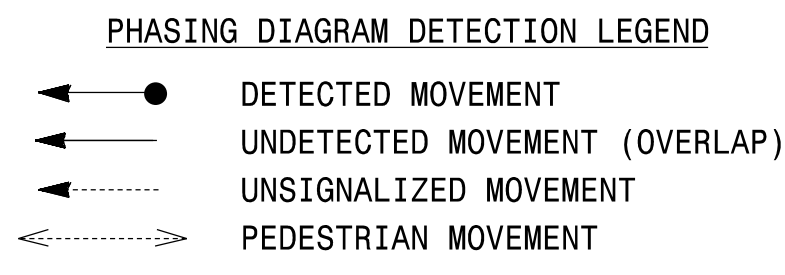 PHASING DIAGRAM DETECTION LEGEND
DETECTED MOVEMENT
UNDETECTED MOVEMENT (OVERLAP)
UNSIGNALIZED MOVEMENT
PEDESTRIAN MOVEMENT